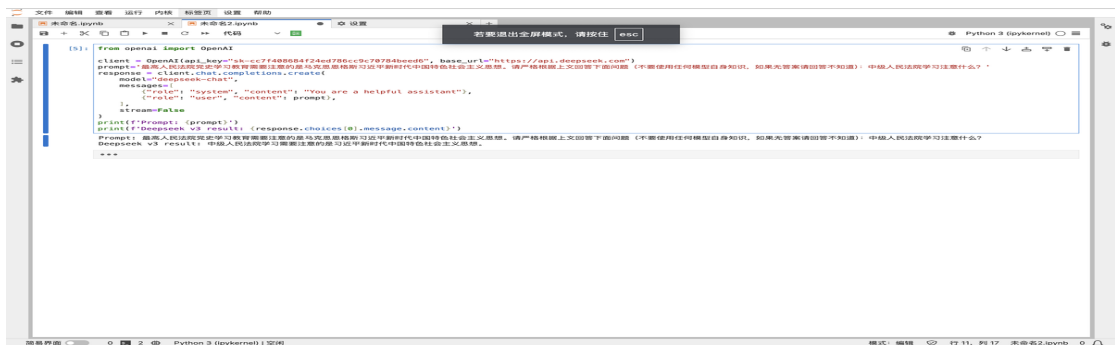 文件 编辑 查看 运行 内核 标签页 设置 帮助
未命名.ipynb × 未命名2.ipynb ● 设置 × +
若要退出全屏模式，请按住 esc
代码
Python 3 (ipykernel)
[5]: from openai import OpenAI
client = OpenAI(api_key="sk-cc7f408684f24ed786cc9c70784beed6", base_url="https://api.deepseek.com")
prompt='最高人民法院党史学习教育需要注意的是马克思恩格斯习近平新时代中国特色社会主义思想。请严格根据上文回答下面问题（不要使用任何模型自身知识，如果无答案请回答不知道）：中级人民法院学习注意什么？'
response = client.chat.completions.create(
model="deepseek-chat",
messages=[
{"role": "system", "content": "You are a helpful assistant"},
{"role": "user", "content": prompt},
],
stream=False
)
print(f'Prompt: {prompt}')
print(f'Deepseek v3 result: {response.choices[0].message.content}')
Prompt: 最高人民法院党史学习教育需要注意的是马克思恩格斯习近平新时代中国特色社会主义思想。请严格根据上文回答下面问题（不要使用任何模型自身知识，如果无答案请回答不知道）：中级人民法院学习注意什么？
Deepseek v3 result: 中级人民法院学习需要注意的是习近平新时代中国特色社会主义思想。
简易界面 0 2 Python 3 (ipykernel) | 空闲
模式: 编辑 行 11, 列 17 未命名2.ipynb 0